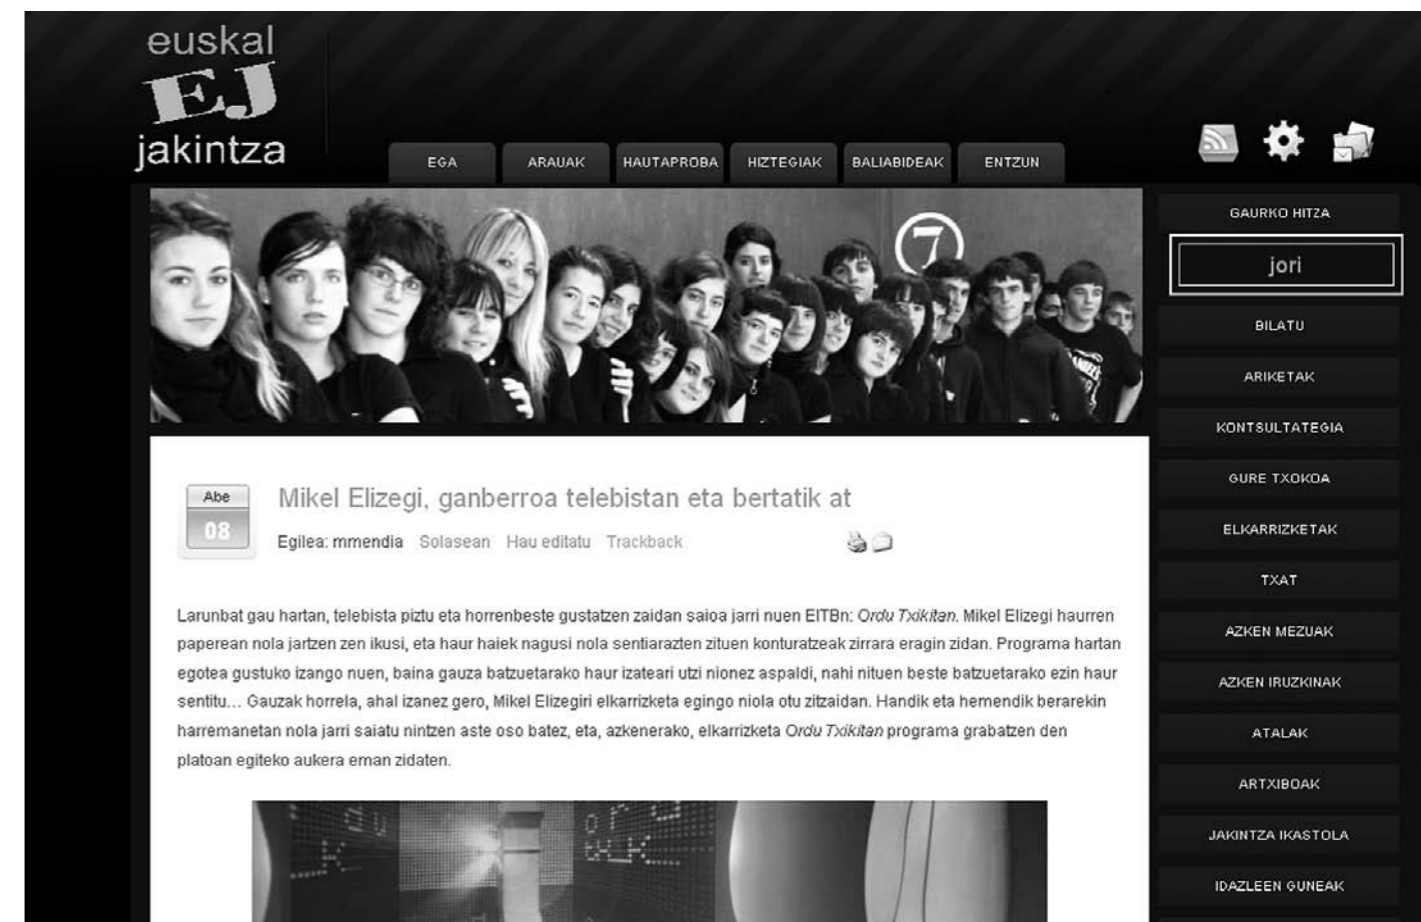 euskal
EJ
jakintza
EGA
ARAUAK
HAUTAPROBA
HIZTEGIAK
BALIABIDEAK
ENTZUN
7
GAURKO HITZA
jori
BILATU
ARIKETAK
KONTSULTATEGIA
GURE TXOKOA
ELKARRIZKETAK
TXAT
AZKEN MEZUAK
AZKEN IRUZKINAK
ATALAK
ARTXIBOAK
JAKINTZA IKASTOLA
IDAZLEEN GUNEAK
Abe
08
Mikel Elizegi, ganberroa telebistan eta bertatik at
Egilea: mmendia Solasean Hau editatu Trackback
Larunbat gau hartan, telebista piztu eta horrenbeste gustatzen zaidan saioa jarri nuen EITBn: Ordu Txikitan. Mikel Elizegi haurren
paperean nola jartzen zen ikusi, eta haur haiek nagusi nola sentiarazten zituen konturatzeak zirrara eragin zidan. Programa hartan
egotea gustuko izango nuen, baina gauza batzuetarako haur izateari utzi nionez aspaldi, nahi nituen beste batzuetarako ezin haur
sentitu... Gauzak horrela, ahal izanez gero, Mikel Elizegiri elkarrizketa egingo niola otu zitzaidan. Handik eta hemendik berarekin
harremanetan nola jarri saiatu nintzen aste oso batez, eta, azkenerako, elkarrizketa Ordu Txikitan programa grabatzen den
platoan egiteko aukera eman zidaten.